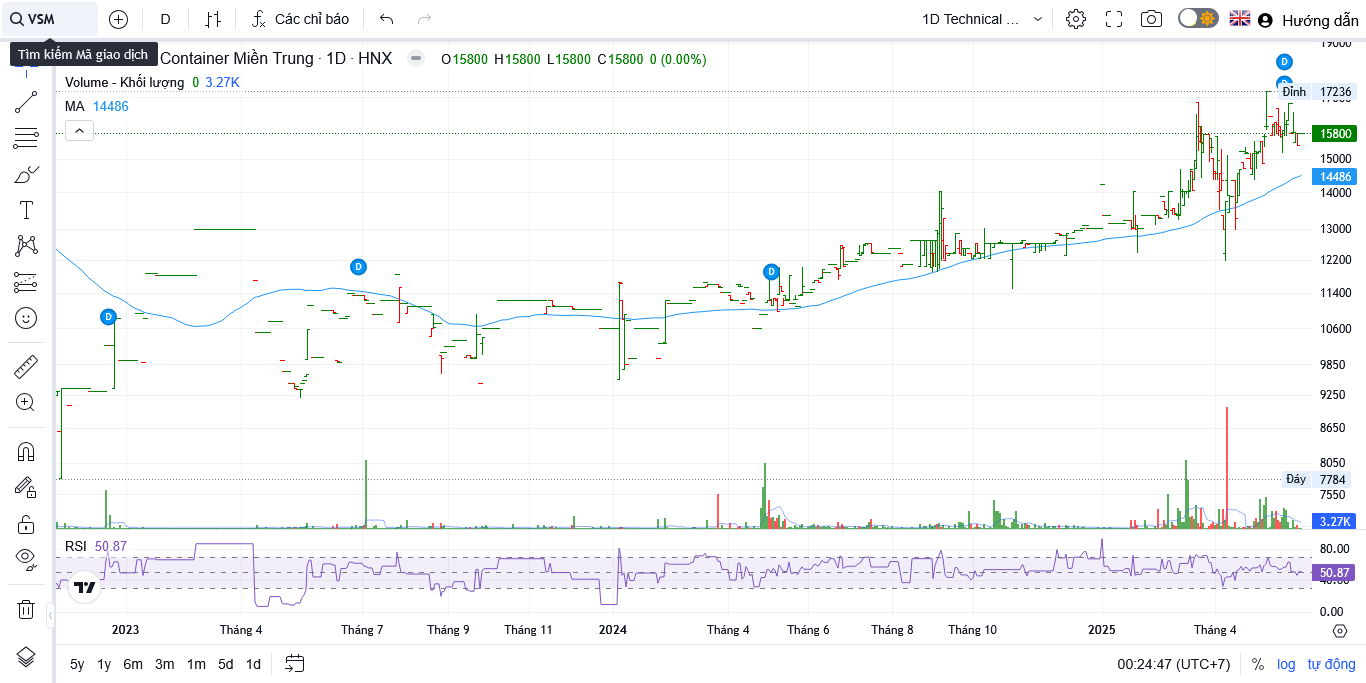 VSM
D
Các chỉ báo
1D Technical ...
Hướng dẫn
Tìm kiếm Mã giao dịch
Container Miền Trung · 1D · HNX
O15800 H15800 L15800 C15800 0 (0.00%)
Volume - Khối lượng 0 3.27K
MA 14486
D
D
D
D
19000
Đỉnh 17236
15800
15000
14486
14000
13000
12200
11400
10600
9850
9250
8650
8050
Đáy 7784
7550
3.27K
RSI 50.87
80.00
50.87
40.00
0.00
2023 Tháng 4 Tháng 7 Tháng 9 Tháng 11 2024 Tháng 4 Tháng 6 Tháng 8 Tháng 10 2025 Tháng 4
5y 1y 6m 3m 1m 5d 1d
00:24:47 (UTC+7) % log tự động